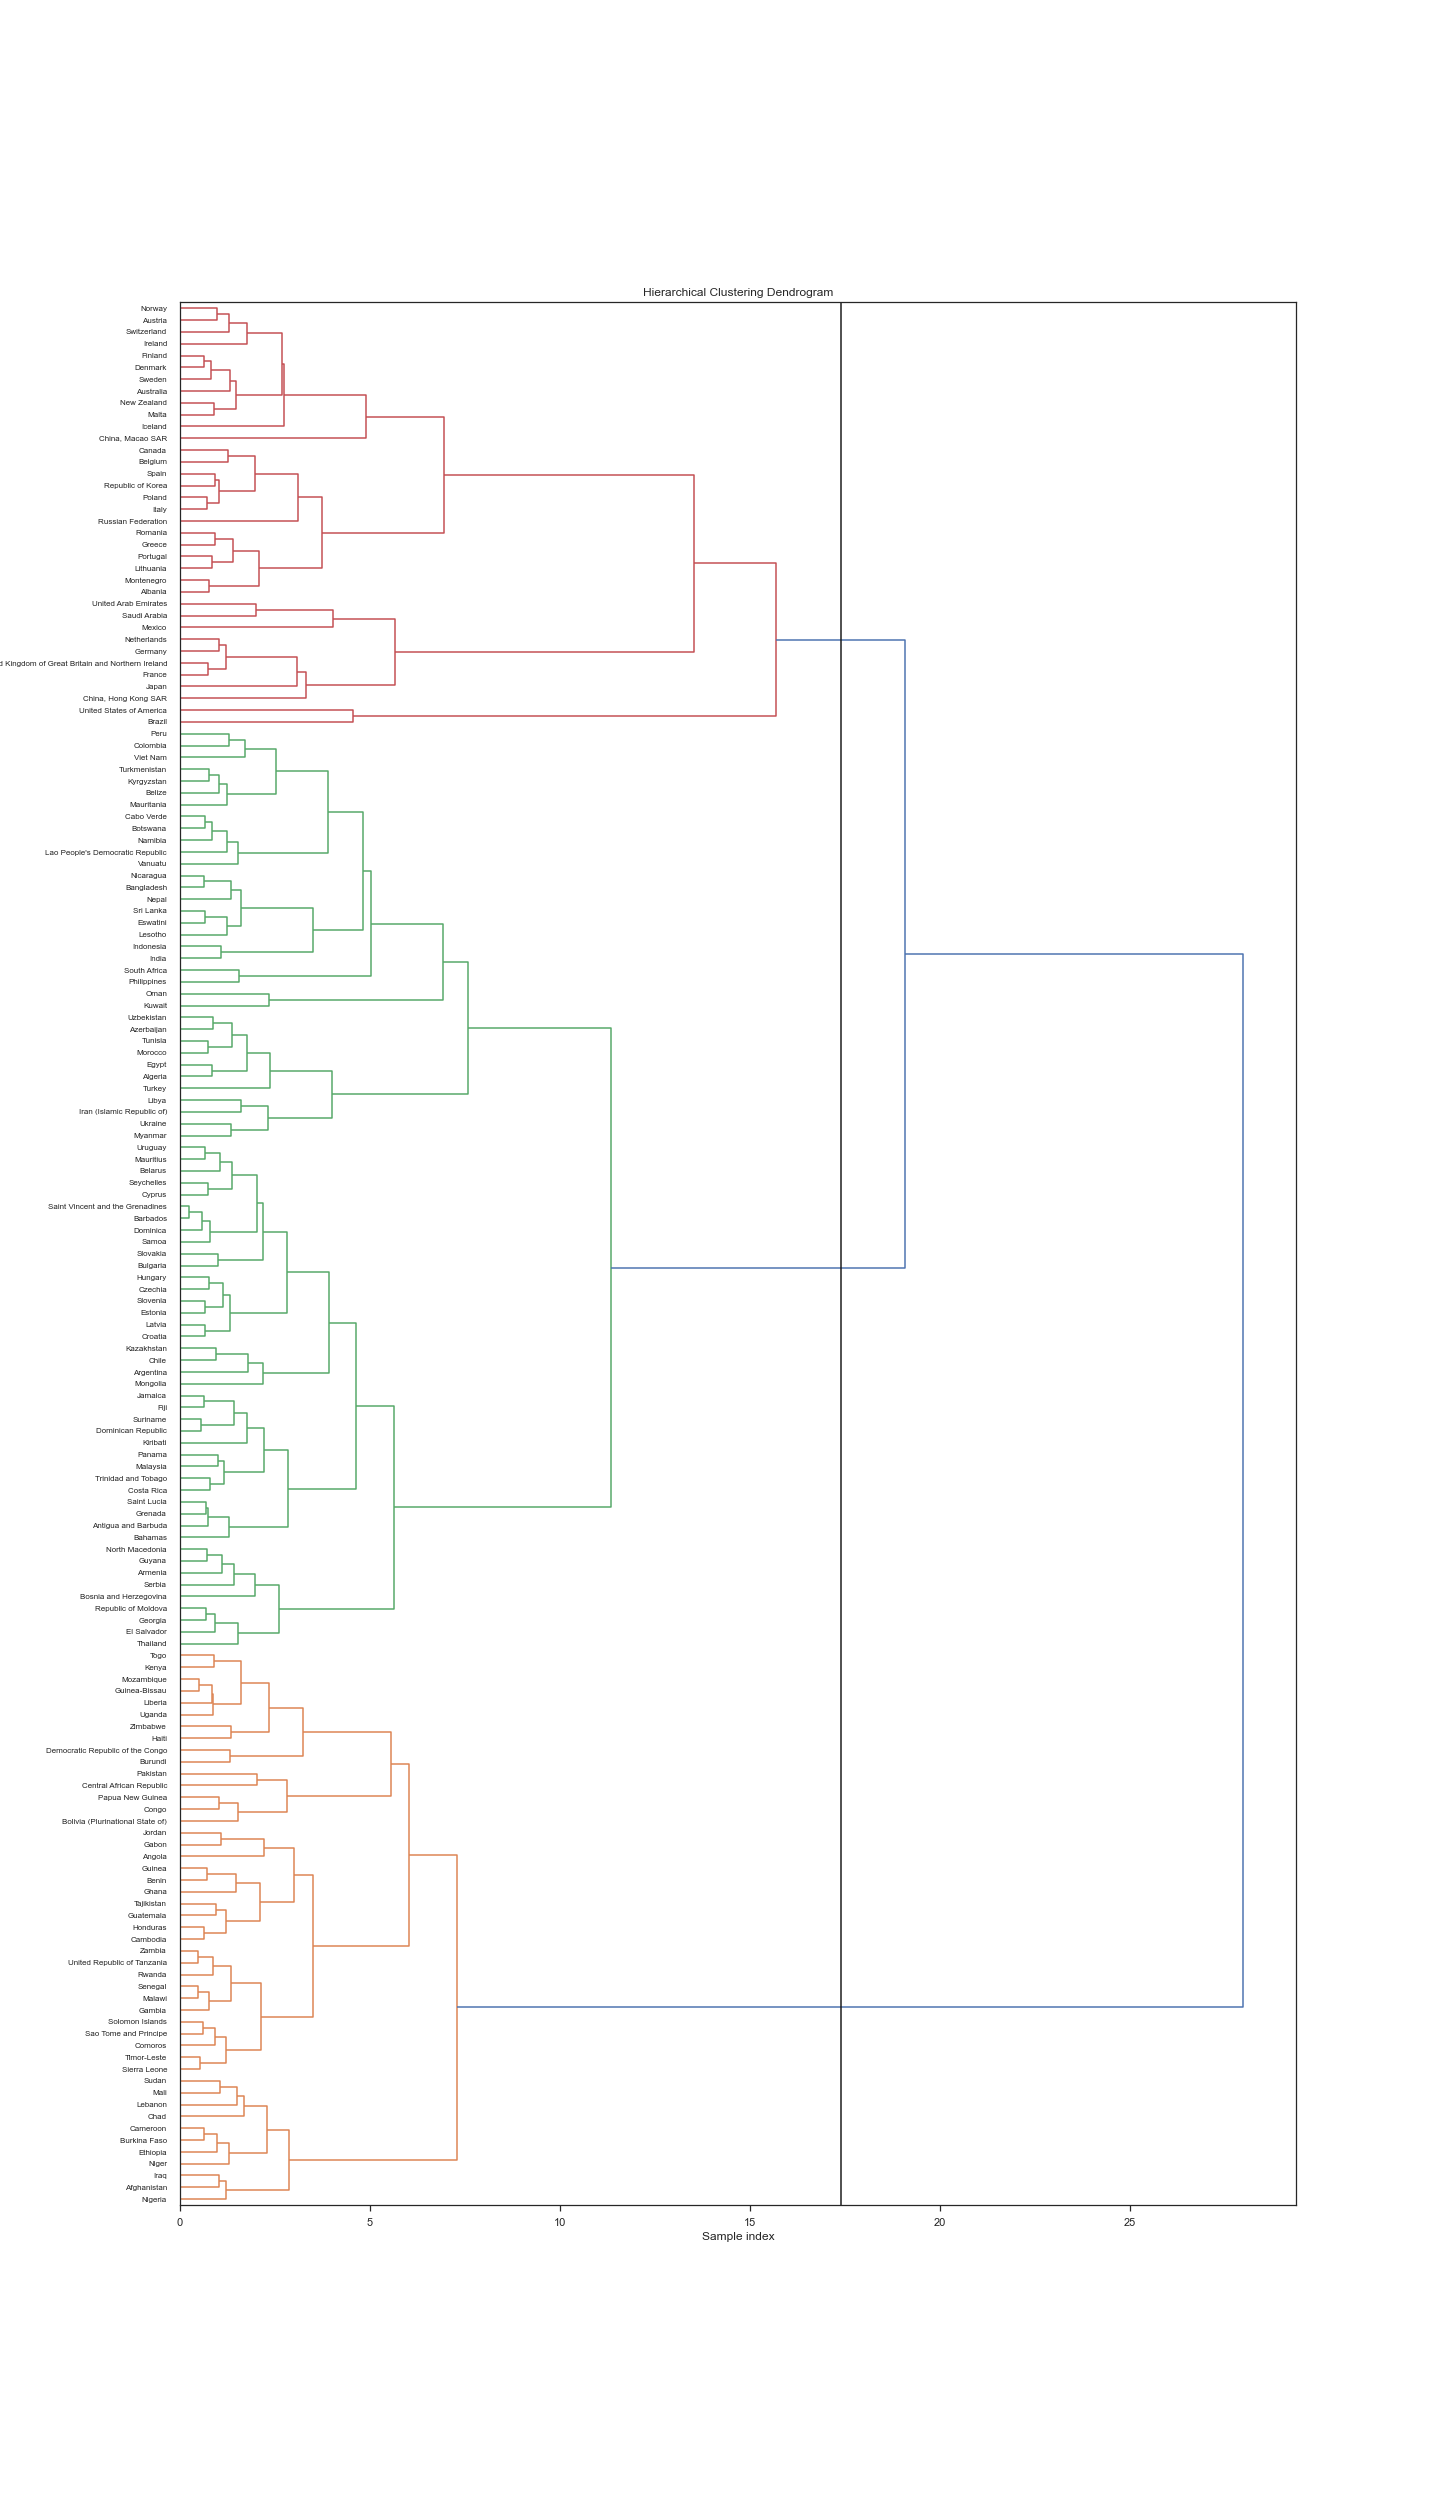 Hierarchical Clustering Dendrogram
Norway
Austria
Switzerland
Ireland
Finland
Denmark
Sweden
Australia
New Zealand
Malta
Iceland
China, Macao SAR
Canada
Belgium
Spain
Republic of Korea
Poland
Italy
Russian Federation
Romania
Greece
Portugal
Lithuania
Montenegro
Albania
United Arab Emirates
Saudi Arabia
Mexico
Netherlands
Germany
d Kingdom of Great Britain and Northern Ireland
France
Japan
China, Hong Kong SAR
United States of America
Brazil
Peru
Colombia
Viet Nam
Turkmenistan
Kyrgyzstan
Belize
Mauritania
Cabo Verde
Botswana
Namibia
Lao People's Democratic Republic
Vanuatu
Nicaragua
Bangladesh
Nepal
Sri Lanka
Eswatini
Lesotho
Indonesia
India
South Africa
Philippines
Oman
Kuwait
Uzbekistan
Azerbaijan
Tunisia
Morocco
Egypt
Algeria
Turkey
Libya
Iran (Islamic Republic of)
Ukraine
Myanmar
Uruguay
Mauritius
Belarus
Seychelles
Cyprus
Saint Vincent and the Grenadines
Barbados
Dominica
Samoa
Slovakia
Bulgaria
Hungary
Czechia
Slovenia
Estonia
Latvia
Croatia
Kazakhstan
Chile
Argentina
Mongolia
Jamaica
Fiji
Suriname
Dominican Republic
Kiribati
Panama
Malaysia
Trinidad and Tobago
Costa Rica
Saint Lucia
Grenada
Antigua and Barbuda
Bahamas
North Macedonia
Guyana
Armenia
Serbia
Bosnia and Herzegovina
Republic of Moldova
Georgia
El Salvador
Thailand
Togo
Kenya
Mozambique
Guinea-Bissau
Liberia
Uganda
Zimbabwe
Haiti
Democratic Republic of the Congo
Burundi
Pakistan
Central African Republic
Papua New Guinea
Congo
Bolivia (Plurinational State of)
Jordan
Gabon
Angola
Guinea
Benin
Ghana
Tajikistan
Guatemala
Honduras
Cambodia
Zambia
United Republic of Tanzania
Rwanda
Senegal
Malawi
Gambia
Solomon Islands
Sao Tome and Principe
Comoros
Timor-Leste
Sierra Leone
Sudan
Mali
Lebanon
Chad
Cameroon
Burkina Faso
Ethiopia
Niger
Iraq
Afghanistan
Nigeria
0 5 10 15 20 25
Sample index